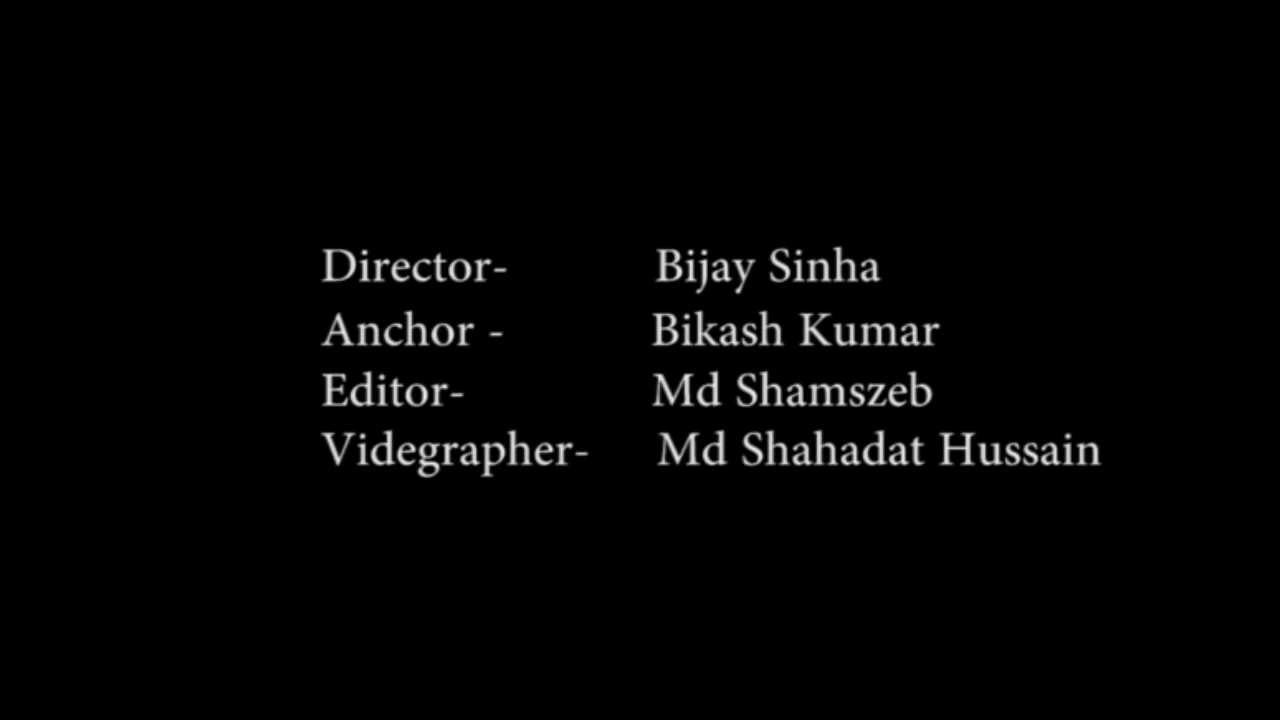 Director- Bijay Sinha
Anchor - Bikash Kumar
Editor- Md Shamszeb
Videgrapher- Md Shahadat Hussain